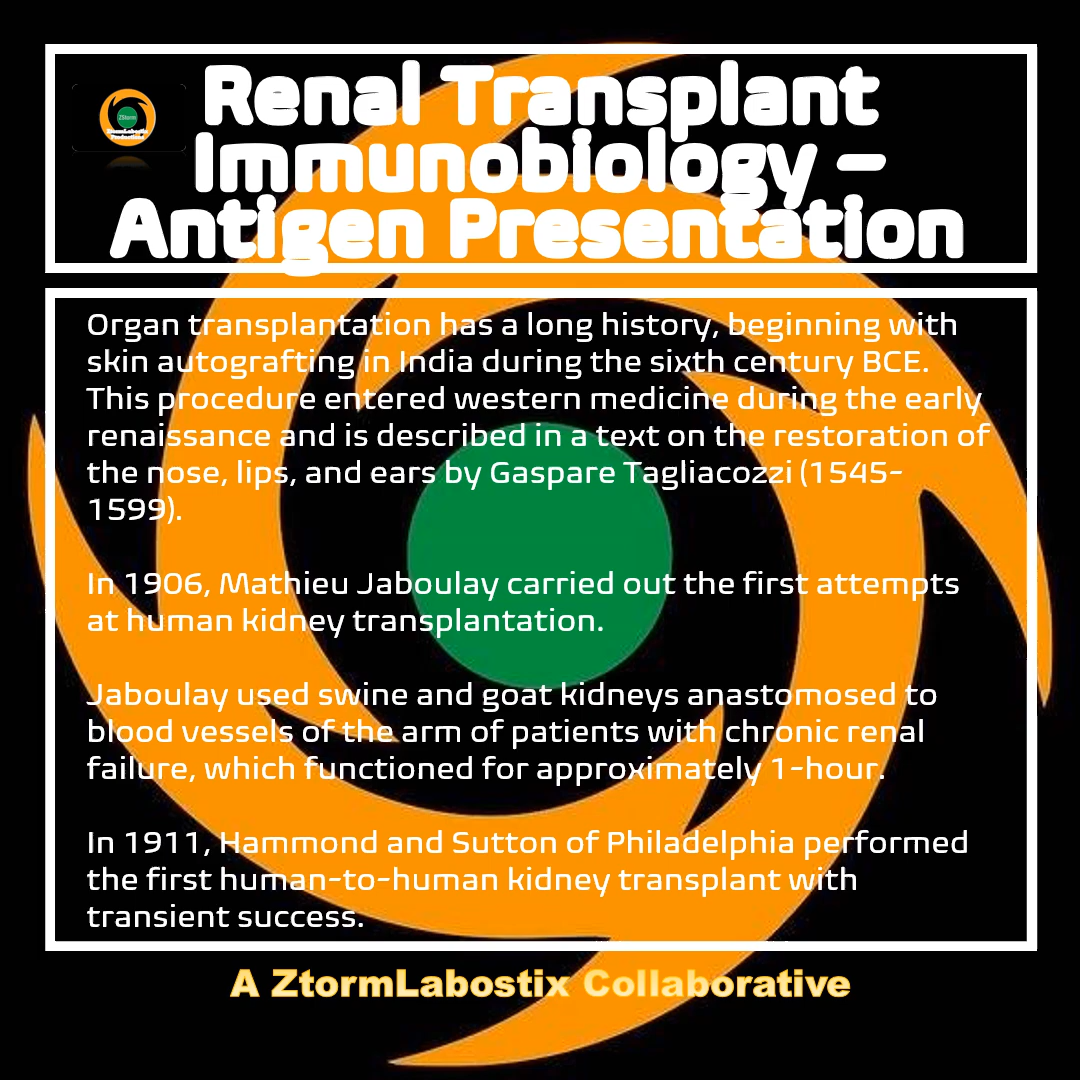 Renal Transplant
Immunobiology –
Antigen Presentation
ZStorm
ZtormLabostix
Productions
Organ transplantation has a long history, beginning with
skin autografting in India during the sixth century BCE.
This procedure entered western medicine during the early
renaissance and is described in a text on the restoration of
the nose, lips, and ears by Gaspare Tagliacozzi (1545-
1599).
In 1906, Mathieu Jaboulay carried out the first attempts
at human kidney transplantation.
Jaboulay used swine and goat kidneys anastomosed to
blood vessels of the arm of patients with chronic renal
failure, which functioned for approximately 1-hour.
In 1911, Hammond and Sutton of Philadelphia performed
the first human-to-human kidney transplant with
transient success.
A ZtormLabostix Collaborative